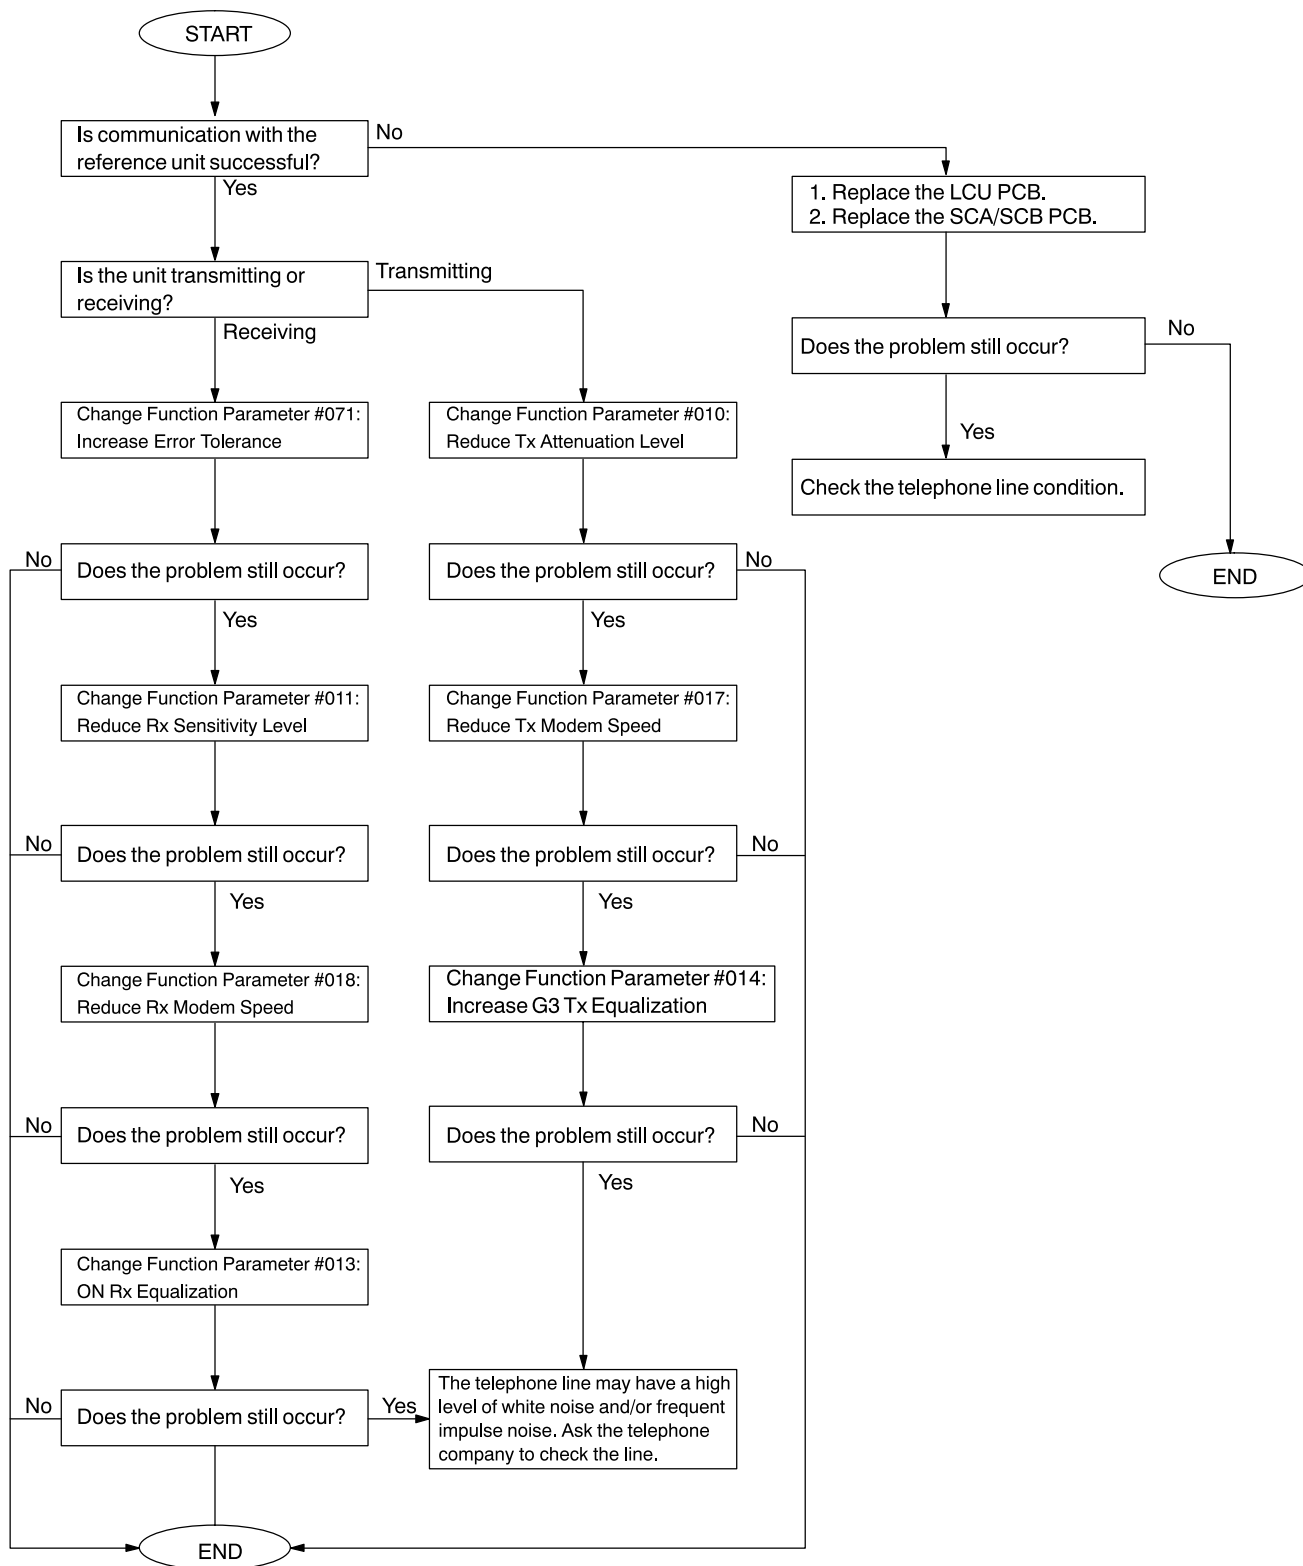 START
Is communication with the
reference unit successful?
No
Yes
1. Replace the LCU PCB.
2. Replace the SCA/SCB PCB.
Is the unit transmitting or
receiving?
Transmitting
Receiving
Does the problem still occur?
No
Yes
Check the telephone line condition.
END
Change Function Parameter #071:
Increase Error Tolerance
Change Function Parameter #010:
Reduce Tx Attenuation Level
No
Does the problem still occur?
Yes
Does the problem still occur?
No
Yes
Change Function Parameter #011:
Reduce Rx Sensitivity Level
Change Function Parameter #017:
Reduce Tx Modem Speed
No
Does the problem still occur?
Yes
Does the problem still occur?
No
Yes
Change Function Parameter #018:
Reduce Rx Modem Speed
Change Function Parameter #014:
Increase G3 Tx Equalization
No
Does the problem still occur?
Yes
Does the problem still occur?
No
Yes
Change Function Parameter #013:
ON Rx Equalization
No
Does the problem still occur?
Yes
The telephone line may have a high
level of white noise and/or frequent
impulse noise. Ask the telephone
company to check the line.
END